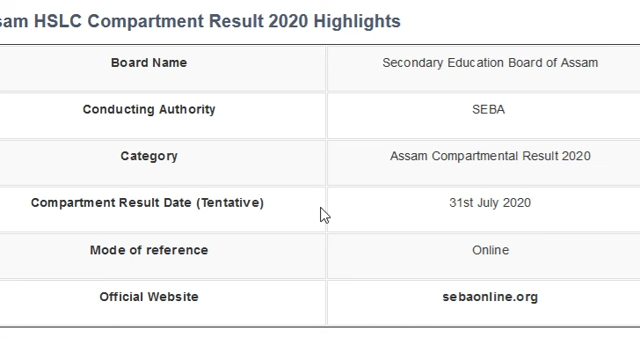 sam HSLC Compartment Result 2020 Highlights
Board Name Secondary Education Board of Assam
Conducting Authority SEBA
Category Assam Compartmental Result 2020
Compartment Result Date (Tentative) 31st July 2020
Mode of reference Online
Official Website sebaonline.org